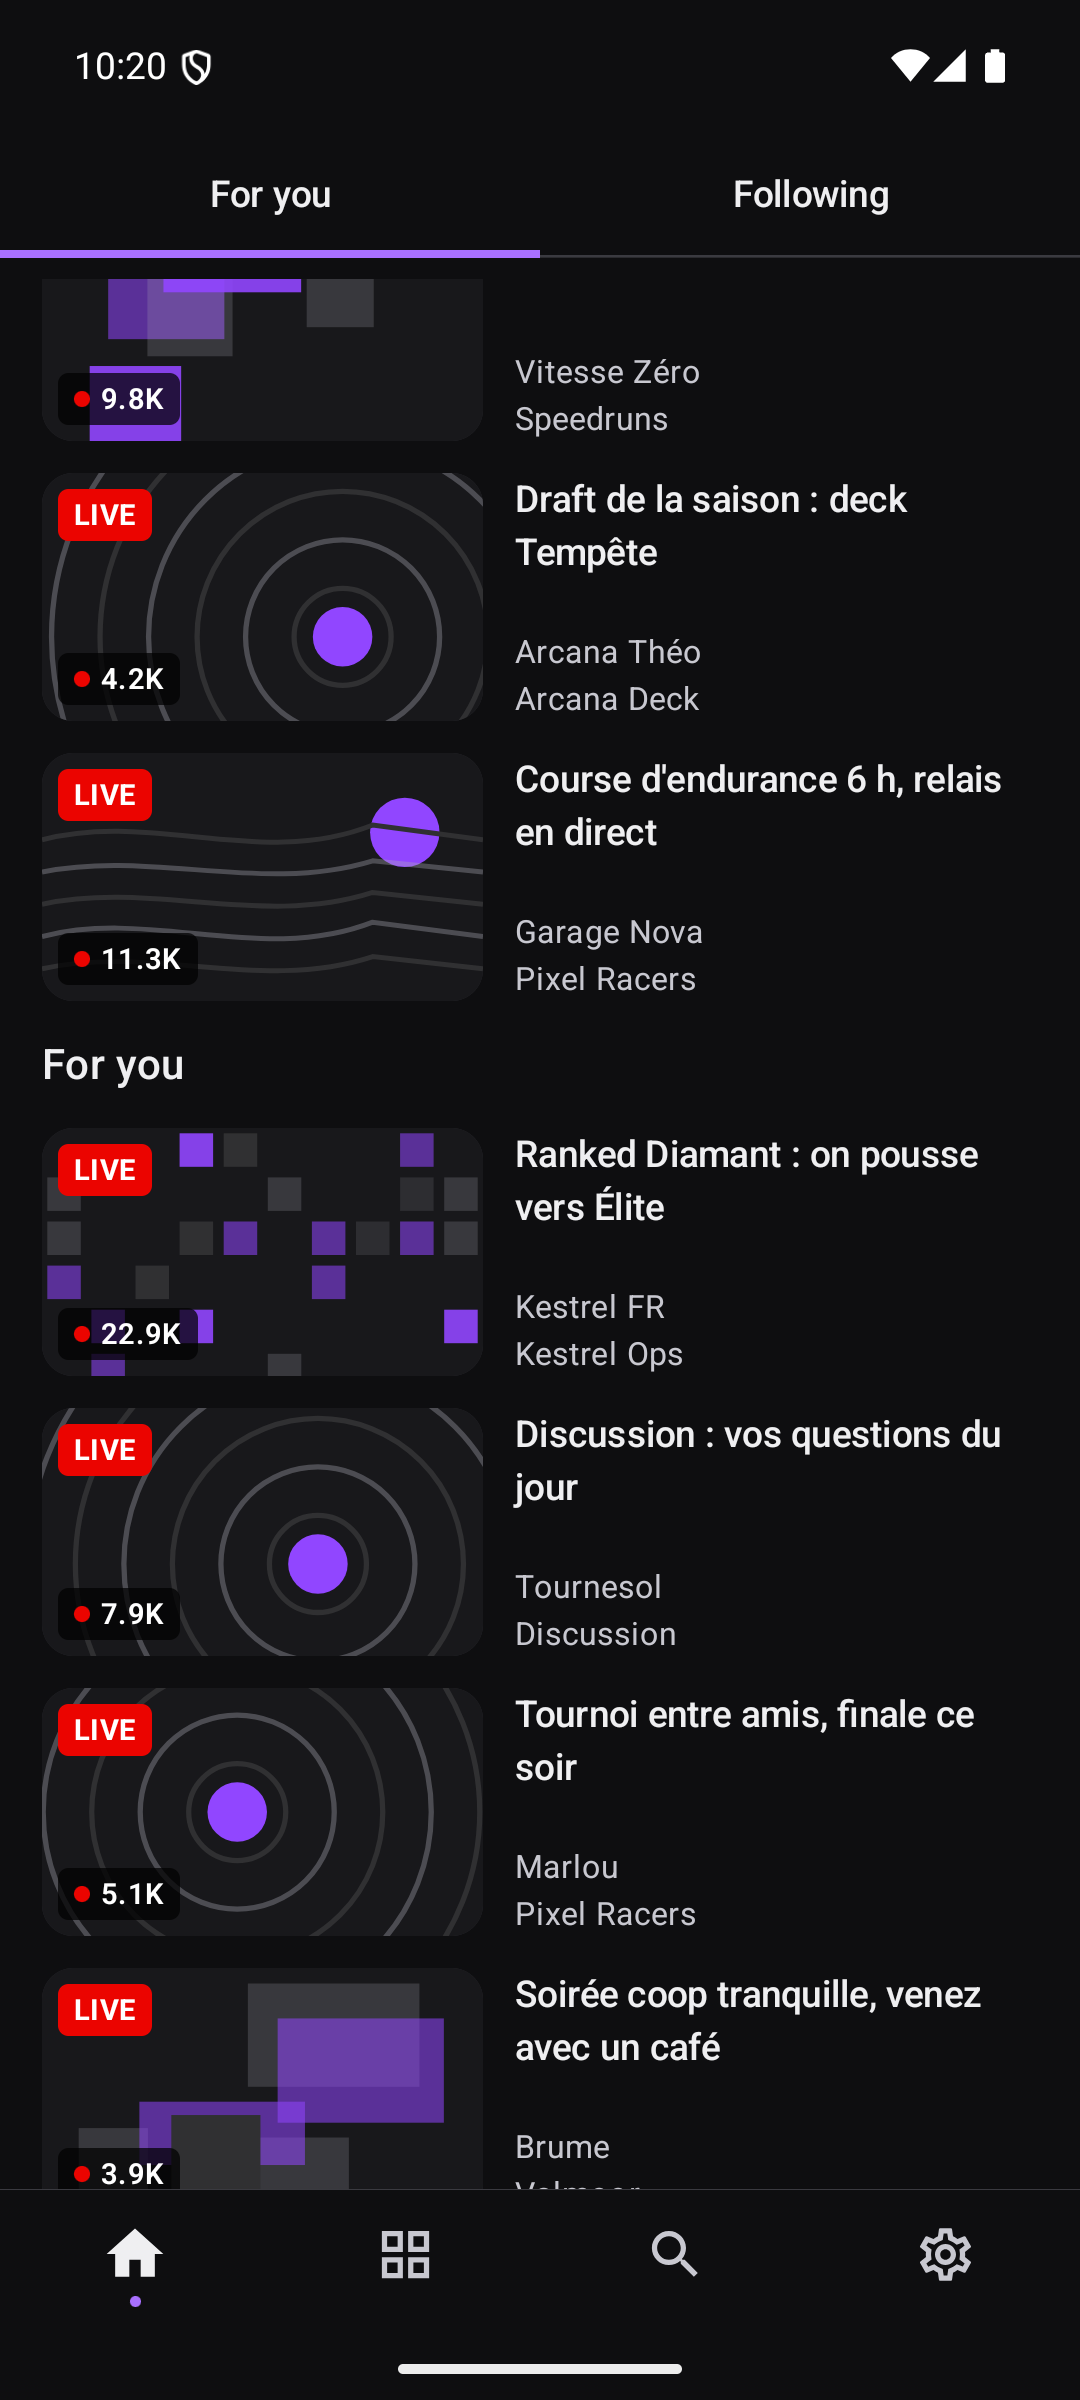 10:20
For you
Following
9.8K
Vitesse Zéro
Speedruns
LIVE
4.2K
Draft de la saison : deck
Tempête
Arcana Théo
Arcana Deck
LIVE
11.3K
Course d'endurance 6 h, relais
en direct
Garage Nova
Pixel Racers
For you
LIVE
22.9K
Ranked Diamant : on pousse
vers Élite
Kestrel FR
Kestrel Ops
LIVE
7.9K
Discussion : vos questions du
jour
Tournesol
Discussion
LIVE
5.1K
Tournoi entre amis, finale ce
soir
Marlou
Pixel Racers
LIVE
3.9K
Soirée coop tranquille, venez
avec un café
Brume